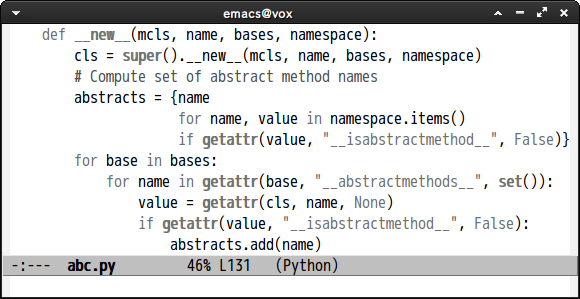 emacs@vox
def __new__(mcls, name, bases, namespace):
cls = super().__new__(mcls, name, bases, namespace)
# Compute set of abstract method names
abstracts = {name
for name, value in namespace.items()
if getattr(value, "__isabstractmethod__", False)}
for base in bases:
for name in getattr(base, "__abstractmethods__", set()):
value = getattr(cls, name, None)
if getattr(value, "__isabstractmethod__", False):
abstracts.add(name)
-:--- abc.py 46% L131 (Python)